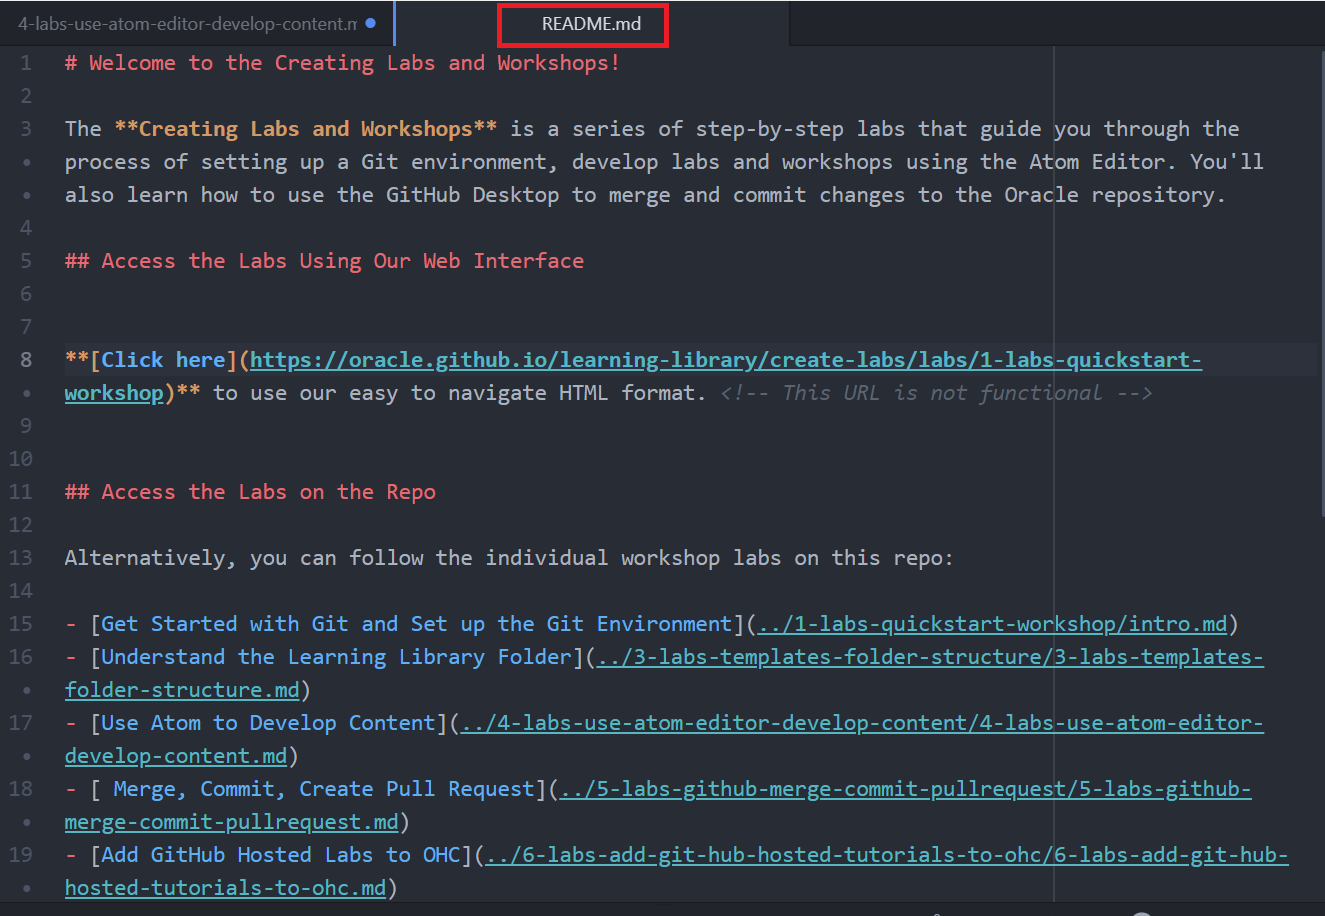 4-labs-use-atom-editor-develop-content.m
README.md
1 # Welcome to the Creating Labs and Workshops!
2
3 The **Creating Labs and Workshops** is a series of step-by-step labs that guide you through the
• process of setting up a Git environment, develop labs and workshops using the Atom Editor. You'll
• also learn how to use the GitHub Desktop to merge and commit changes to the Oracle repository.
4
5 ## Access the Labs Using Our Web Interface
6
7
8 **[Click here](https://oracle.github.io/learning-library/create-labs/labs/1-labs-quickstart-
• workshop)** to use our easy to navigate HTML format. <!-- This URL is not functional -->
9
10
11 ## Access the Labs on the Repo
12
13 Alternatively, you can follow the individual workshop labs on this repo:
14
15 - [Get Started with Git and Set up the Git Environment](../1-labs-quickstart-workshop/intro.md)
16 - [Understand the Learning Library Folder](../3-labs-templates-folder-structure/3-labs-templates-
• folder-structure.md)
17 - [Use Atom to Develop Content](../4-labs-use-atom-editor-develop-content/4-labs-use-atom-editor-
• develop-content.md)
18 - [ Merge, Commit, Create Pull Request](../5-labs-github-merge-commit-pullrequest/5-labs-github-
• merge-commit-pullrequest.md)
19 - [Add GitHub Hosted Labs to OHC](../6-labs-add-git-hub-hosted-tutorials-to-ohc/6-labs-add-git-hub-
• hosted-tutorials-to-ohc.md)